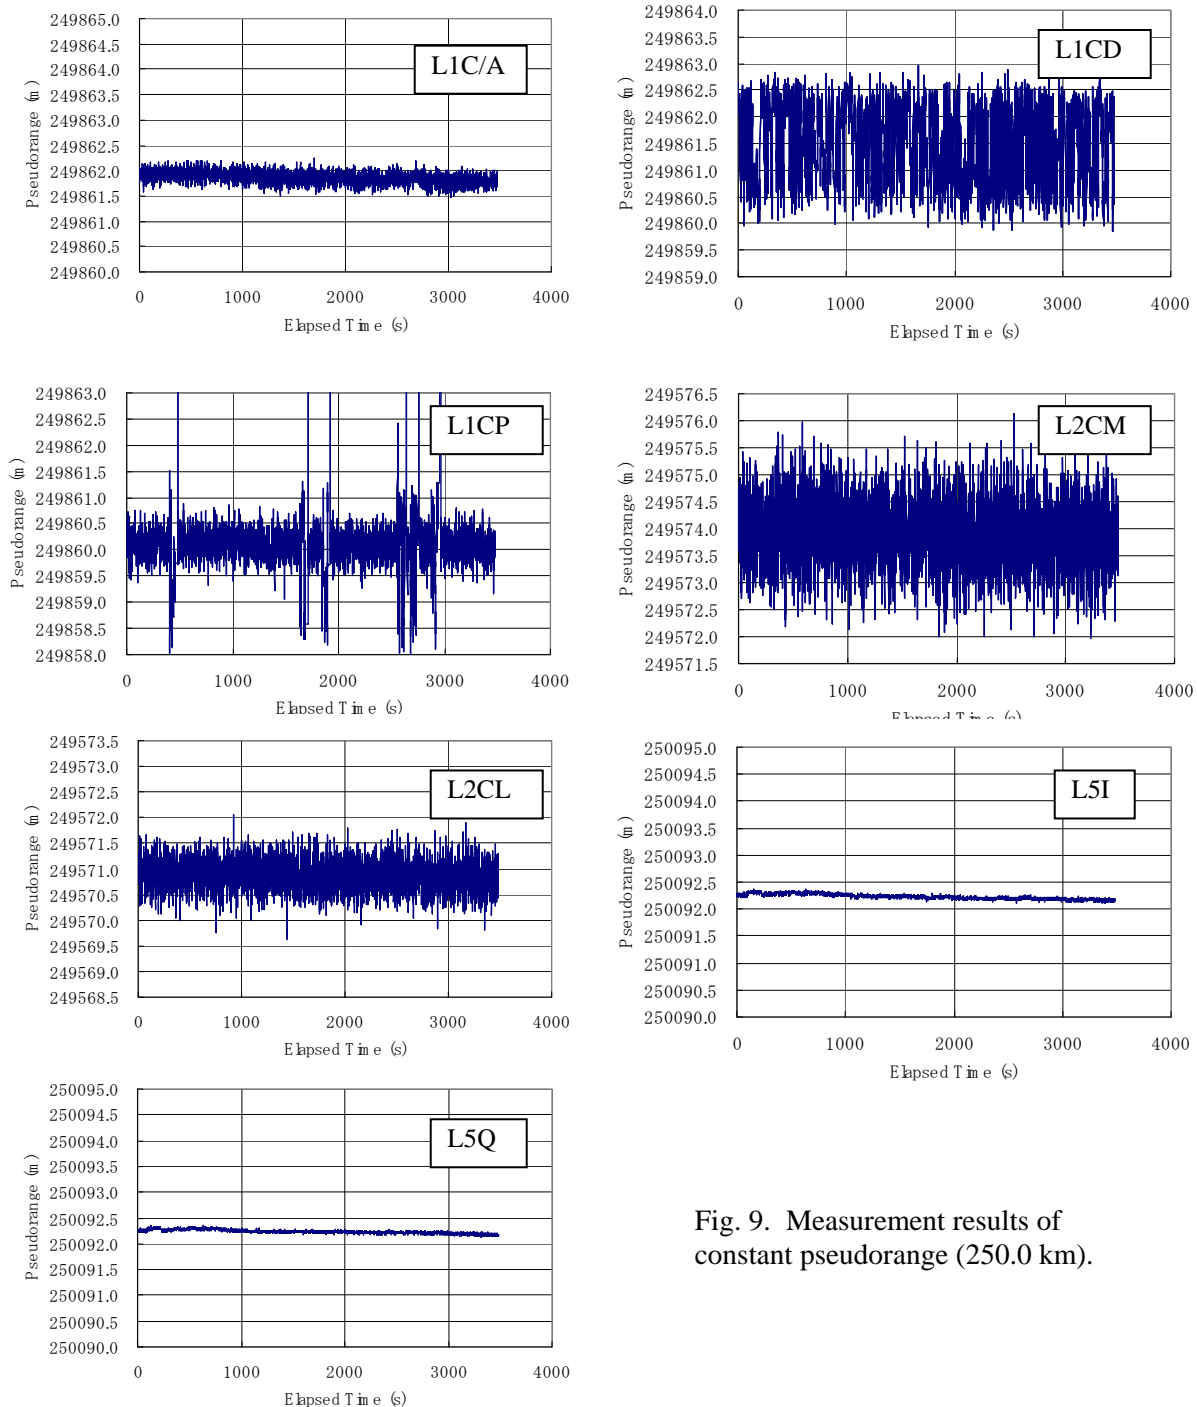 249865.0
249864.5
249864.0
249863.5
249863.0
249862.5
249862.0
249861.5
249861.0
249860.5
249860.0
Pseudorange (m)
L1C/A
0 1000 2000 3000 4000
Elapsed Time (s)
249864.0
249863.5
249863.0
249862.5
249862.0
249861.5
249861.0
249860.5
249860.0
249859.5
249859.0
Pseudorange (m)
L1CD
0 1000 2000 3000 4000
Elapsed Time (s)
249863.0
249862.5
249862.0
249861.5
249861.0
249860.5
249860.0
249859.5
249859.0
249858.5
249858.0
Pseudorange (m)
L1CP
0 1000 2000 3000 4000
Elapsed Time (s)
249576.5
249576.0
249575.5
249575.0
249574.5
249574.0
249573.5
249573.0
249572.5
249572.0
249571.5
Pseudorange (m)
L2CM
0 1000 2000 3000 4000
Elapsed Time (s)
249573.5
249573.0
249572.5
249572.0
249571.5
249571.0
249570.5
249570.0
249569.5
249569.0
249568.5
Pseudorange (m)
L2CL
0 1000 2000 3000 4000
Elapsed Time (s)
250095.0
250094.5
250094.0
250093.5
250093.0
250092.5
250092.0
250091.5
250091.0
250090.5
250090.0
Pseudorange (m)
L5I
0 1000 2000 3000 4000
Elapsed Time (s)
250095.0
250094.5
250094.0
250093.5
250093.0
250092.5
250092.0
250091.5
250091.0
250090.5
250090.0
Pseudorange (m)
L5Q
0 1000 2000 3000 4000
Elapsed Time (s)
Fig. 9. Measurement results of
constant pseudorange (250.0 km).